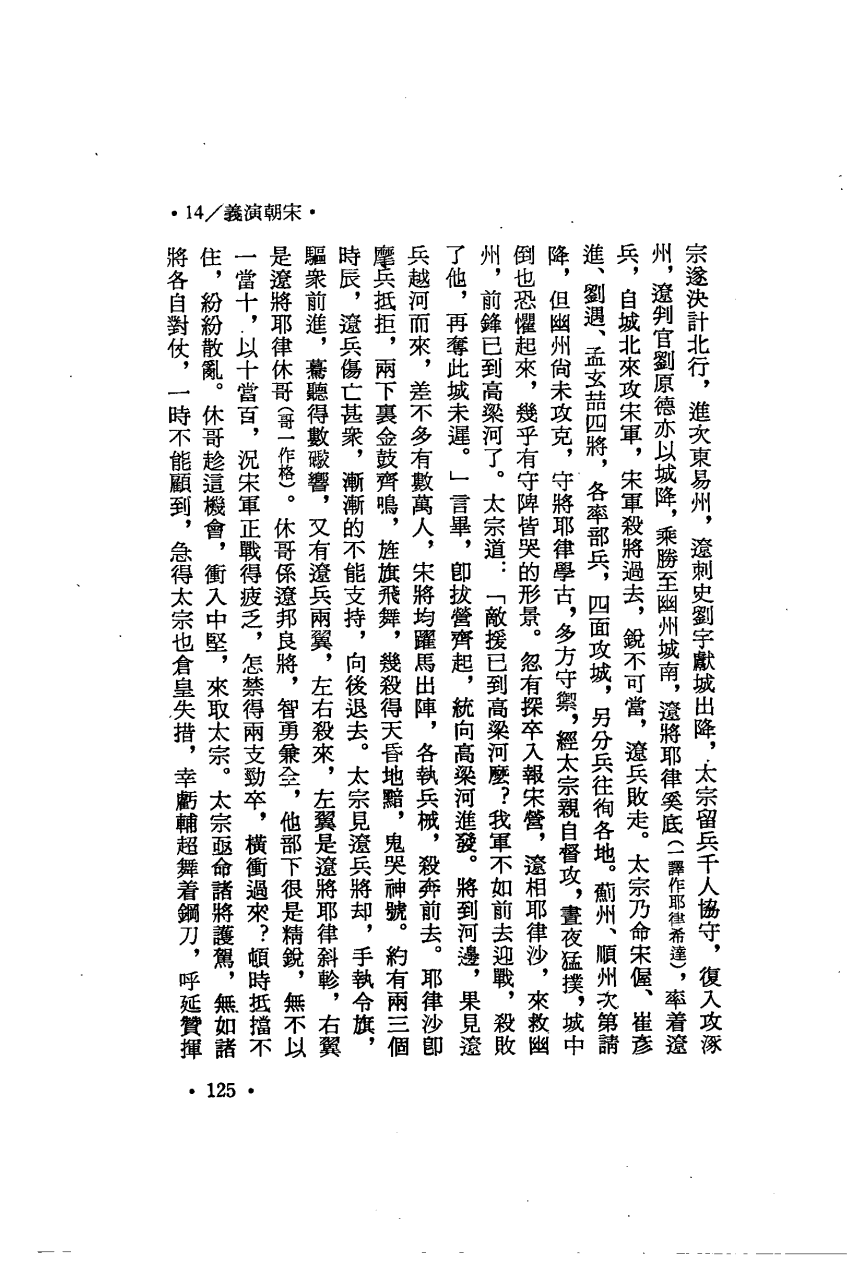 •14／義演朝宋•
宗遂決計北行，進次東易州，遼刺史劉宇獻城出降，太宗留兵千人協守，復入攻涿
州，遼判官劉原德亦以城降，乘勝至幽州城南，遼將耶律奚底（一譯作耶律希達），率着遼
兵，自城北來攻宋軍，宋軍殺將過去，銳不可當，遼兵敗走。太宗乃命宋偓、崔彥
進、劉遇、孟玄喆四將，各率部兵，四面攻城，另分兵往徇各地。薊州、順州次第請
降，但幽州尙未攻克，守將耶律學古，多方守禦，經太宗親自督攻，晝夜猛撲，城中
倒也恐懼起來，幾乎有守陴皆哭的形景。忽有探卒入報宋營，遼相耶律沙，來救幽
州，前鋒已到高梁河了。太宗道：「敵援已到高梁河麼？我軍不如前去迎戰，殺敗
了他，再奪此城未遲。」言畢，卽拔營齊起，統向高梁河進發。將到河邊，果見遼
兵越河而來，差不多有數萬人，宋將均躍馬出陣，各執兵械，殺奔前去。耶律沙卽
麾兵抵拒，兩下裏金鼓齊鳴，旌旗飛舞，幾殺得天昏地黯，鬼哭神號。約有兩三個
時辰，遼兵傷亡甚衆，漸漸的不能支持，向後退去。太宗見遼兵將却，手執令旗，
驅衆前進，驀聽得數礮響，又有遼兵兩翼，左右殺來，左翼是遼將耶律斜軫，右翼
是遼將耶律休哥（哥一作格）。休哥係遼邦良將，智勇兼全，他部下很是精銳，無不以
一當十，以十當百，況宋軍正戰得疲乏，怎禁得兩支勁卒，橫衝過來？頓時抵擋不
住，紛紛散亂。休哥趁這機會，衝入中堅，來取太宗。太宗亟命諸將護駕，無如諸
將各自對仗，一時不能顧到，急得太宗也倉皇失措，幸虧輔超舞着鋼刀，呼延贊揮
•125•